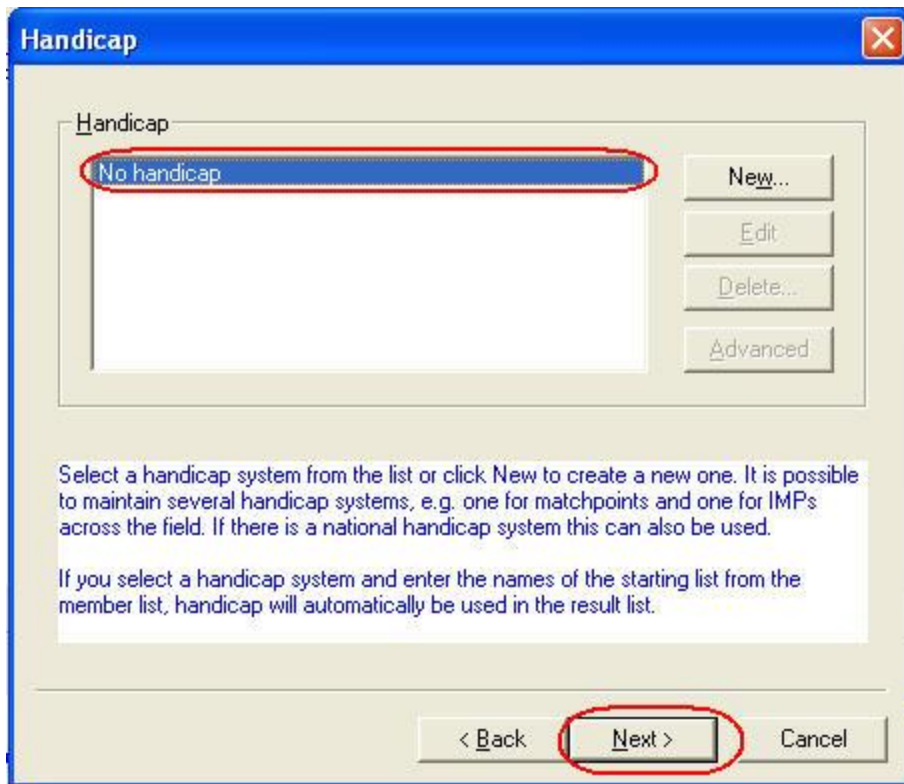 Handicap
Handicap
No handicap
New...
Edit
Delete...
Advanced
Select a handicap system from the list or click New to create a new one. It is possible
to maintain several handicap systems, e.g. one for matchpoints and one for IMPs
across the field. If there is a national handicap system this can also be used.
If you select a handicap system and enter the names of the starting list from the
member list, handicap will automatically be used in the result list.
< Back Next > Cancel